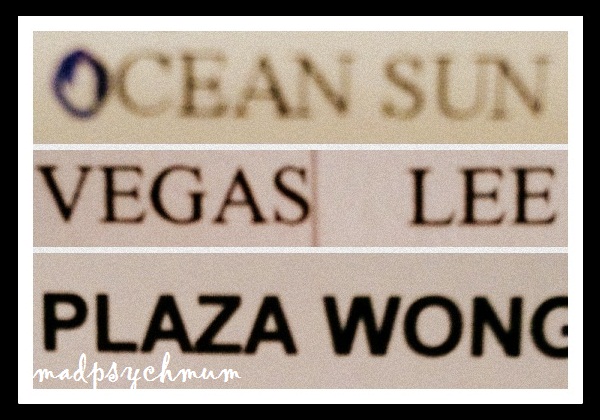 OCEAN SUN
VEGAS LEE
PLAZA WONG
madpsychmum